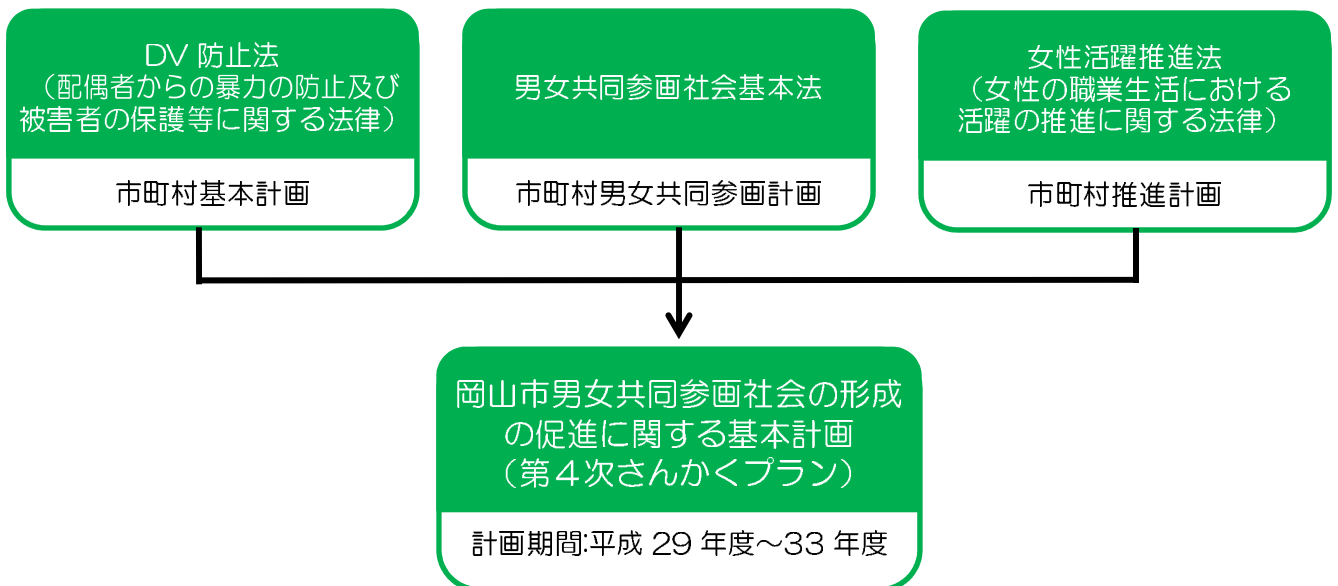 DV 防止法
（配偶者からの暴力の防止及び
被害者の保護等に関する法律）
市町村基本計画
男女共同参画社会基本法
市町村男女共同参画計画
女性活躍推進法
（女性の職業生活における
活躍の推進に関する法律）
市町村推進計画
岡山市男女共同参画社会の形成
の促進に関する基本計画
（第４次さんかくプラン）
計画期間:平成 29 年度～33 年度